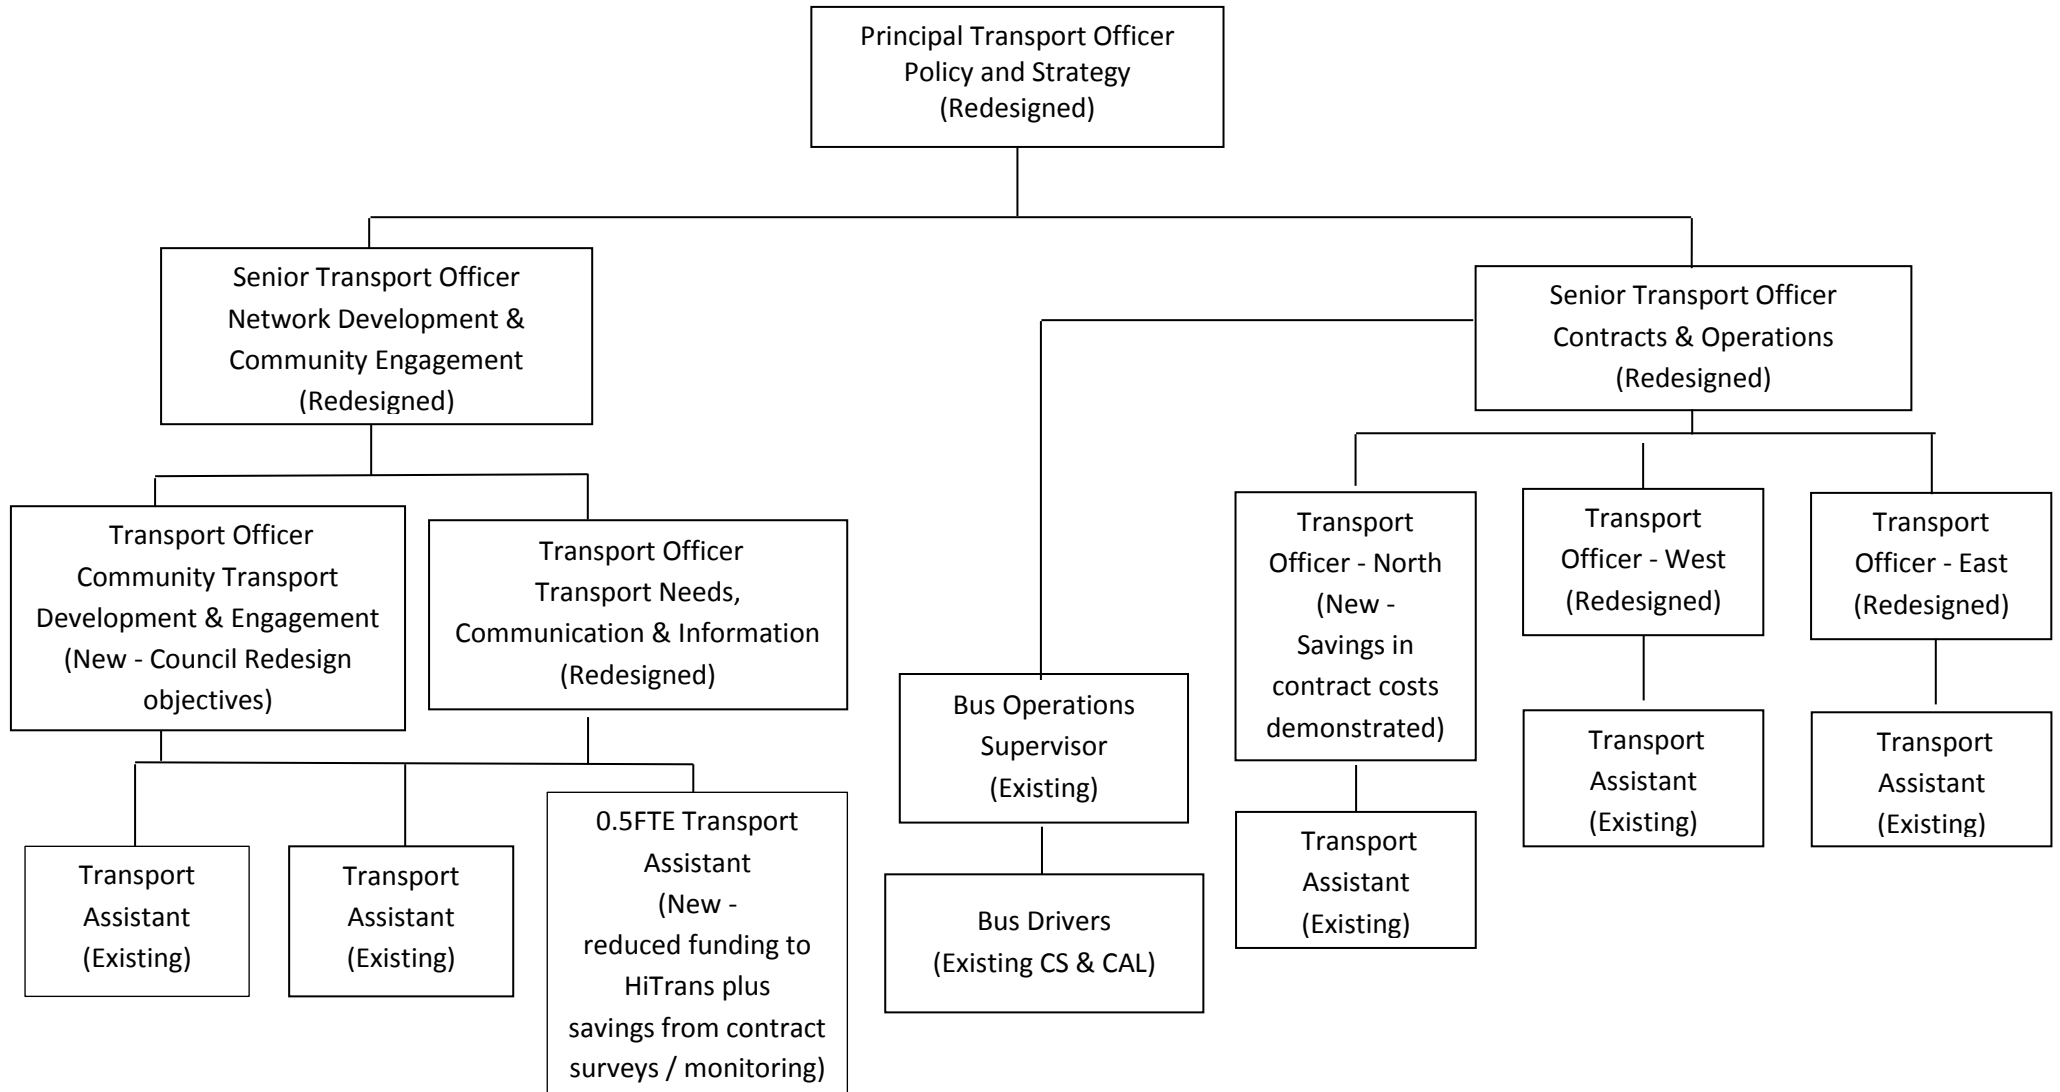 Principal Transport Officer
Policy and Strategy
(Redesigned)
Senior Transport Officer
Network Development &
Community Engagement
(Redesigned)
Senior Transport Officer
Contracts & Operations
(Redesigned)
Transport Officer
Community Transport
Development & Engagement
(New - Council Redesign
objectives)
Transport Officer
Transport Needs,
Communication & Information
(Redesigned)
Bus Operations
Supervisor
(Existing)
Transport
Officer - North
(New -
Savings in
contract costs
demonstrated)
Transport
Officer - West
(Redesigned)
Transport
Officer - East
(Redesigned)
Transport
Assistant
(Existing)
Transport
Assistant
(Existing)
0.5FTE Transport
Assistant
(New -
reduced funding to
HiTrans plus
savings from contract
surveys / monitoring)
Bus Drivers
(Existing CS & CAL)
Transport
Assistant
(Existing)
Transport
Assistant
(Existing)
Transport
Assistant
(Existing)